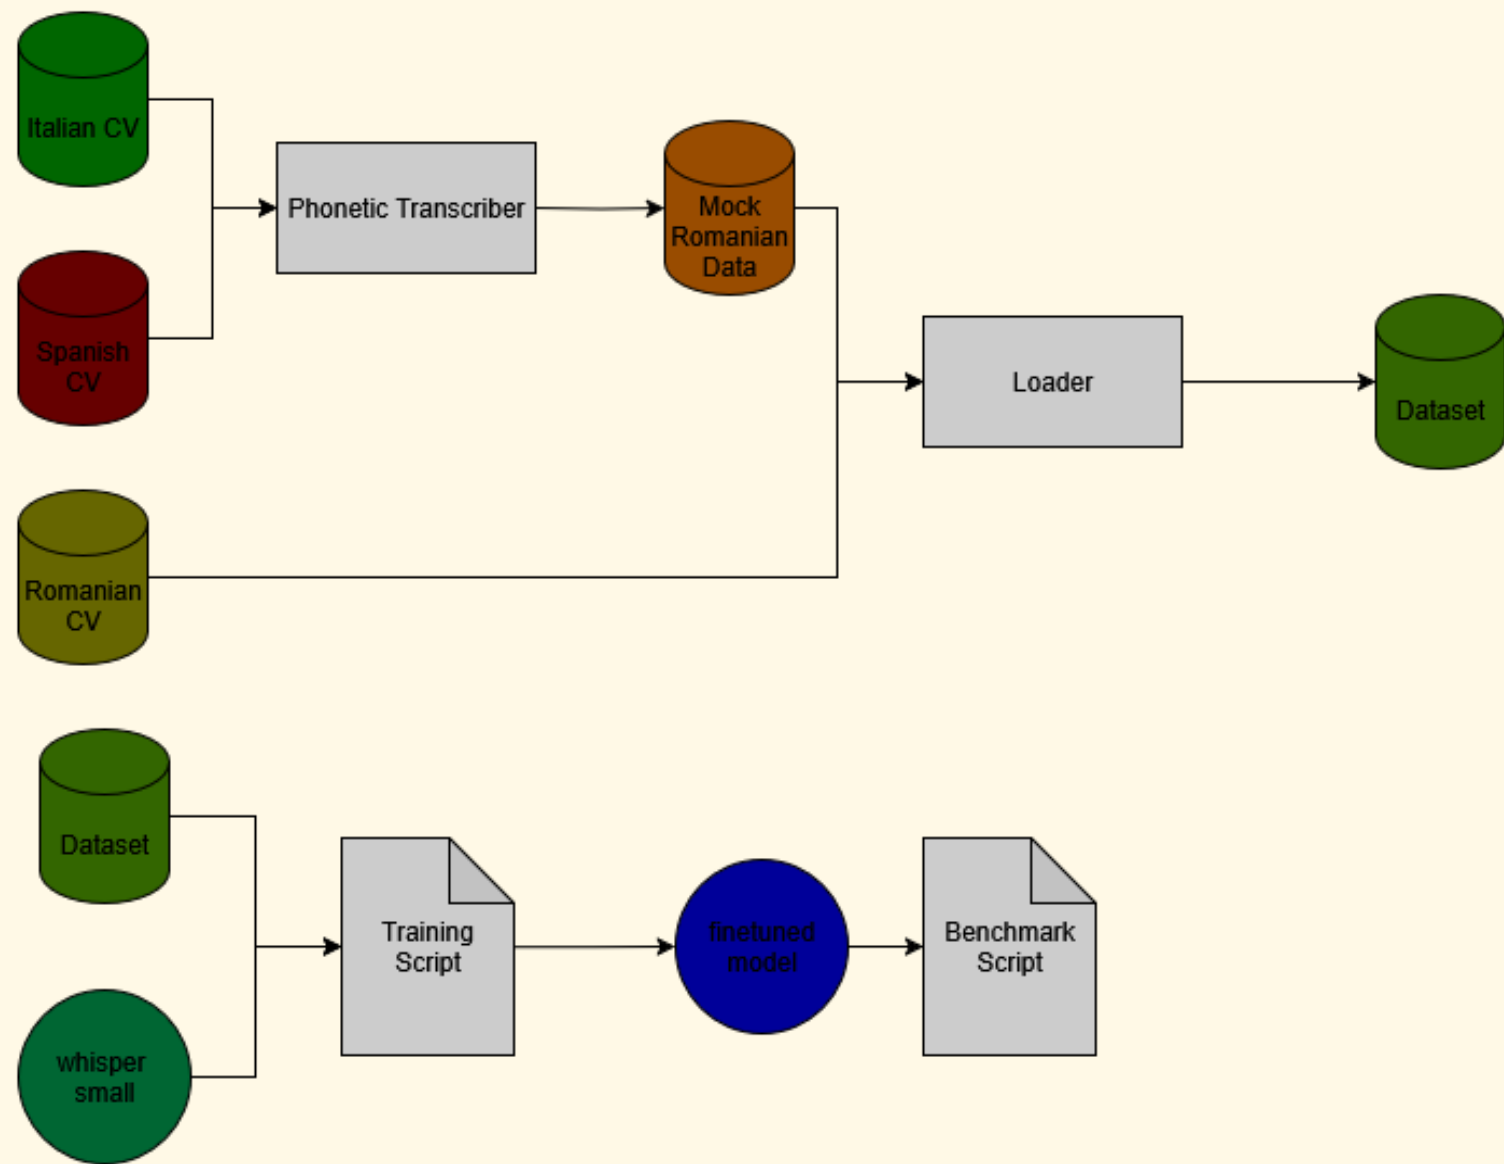 Italian CV
Phonetic Transcriber
Mock
Romanian
Data
Spanish
CV
Loader
Dataset
Romanian
CV
Dataset
Training
Script
finetuned
model
Benchmark
Script
whisper
small